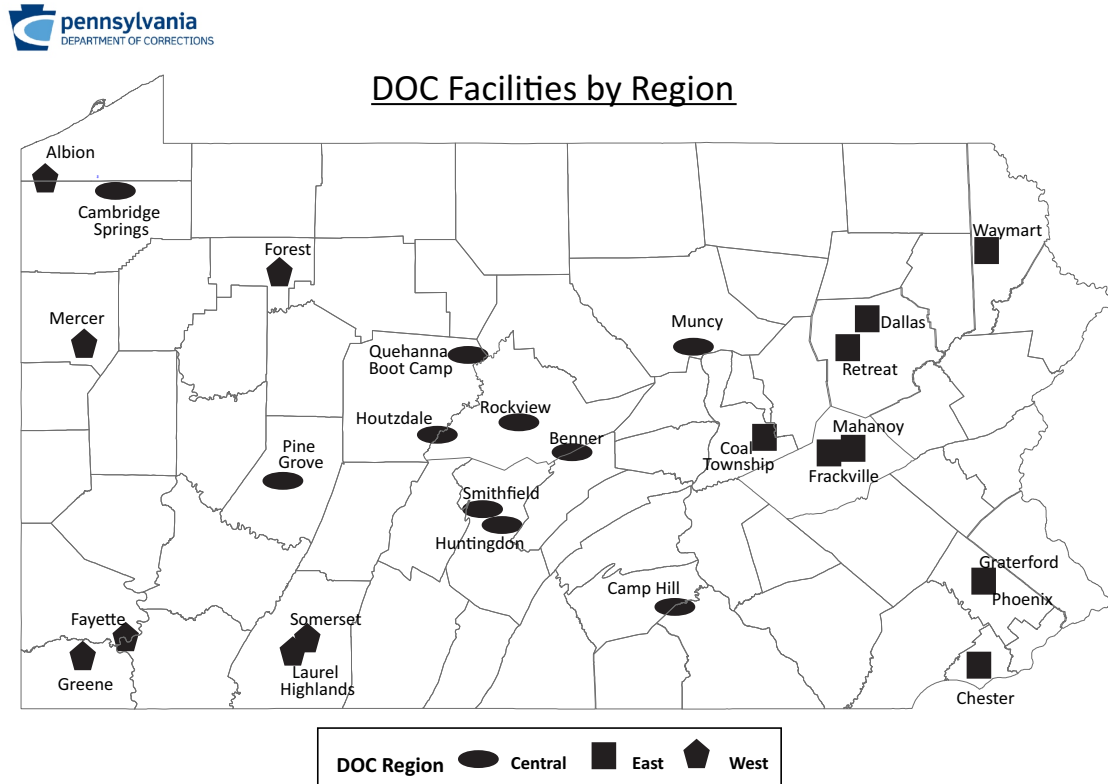 pennsylvania
DEPARTMENT OF CORRECTIONS
DOC Facilities by Region
Albion
Cambridge
Springs
Waymart
Forest
Mercer
Muncy
Dallas
Quehanna
Boot Camp
Retreat
Rockview
Houtzdale
Mahanoy
Benner
Pine
Grove
Coal
Township
Frackville
Smithfield
Huntingdon
Graterford
Camp Hill
Phoenix
Fayette
Somerset
Laurel
Highlands
Greene
Chester
DOC Region Central East West